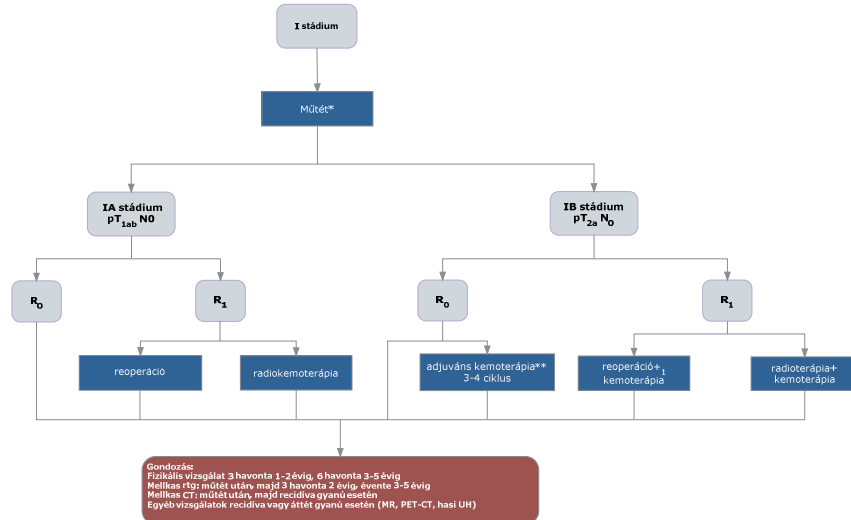 I stádium
Műtét*
IA stádium
pT1ab N0
IB stádium
pT2a N0
R0
R1
R0
R1
reoperáció
radiokemoterápia
adjuváns kemoterápia**
3-4 ciklus
reoperáció+1
kemoterápia
radioterápia+
kemoterápia
Gondozás:
Fizikális vizsgálat 3 havonta 1-2 évig, 6 havonta 3-5 évig
Mellkas rtg: műtét után, majd 3 havonta 2 évig, évente 3-5 évig
Mellkas CT: műtét után, majd recidíva gyanú esetén
Egyéb vizsgálatok recidíva vagy áttét gyanú esetén (MR, PET-CT, hasi UH)